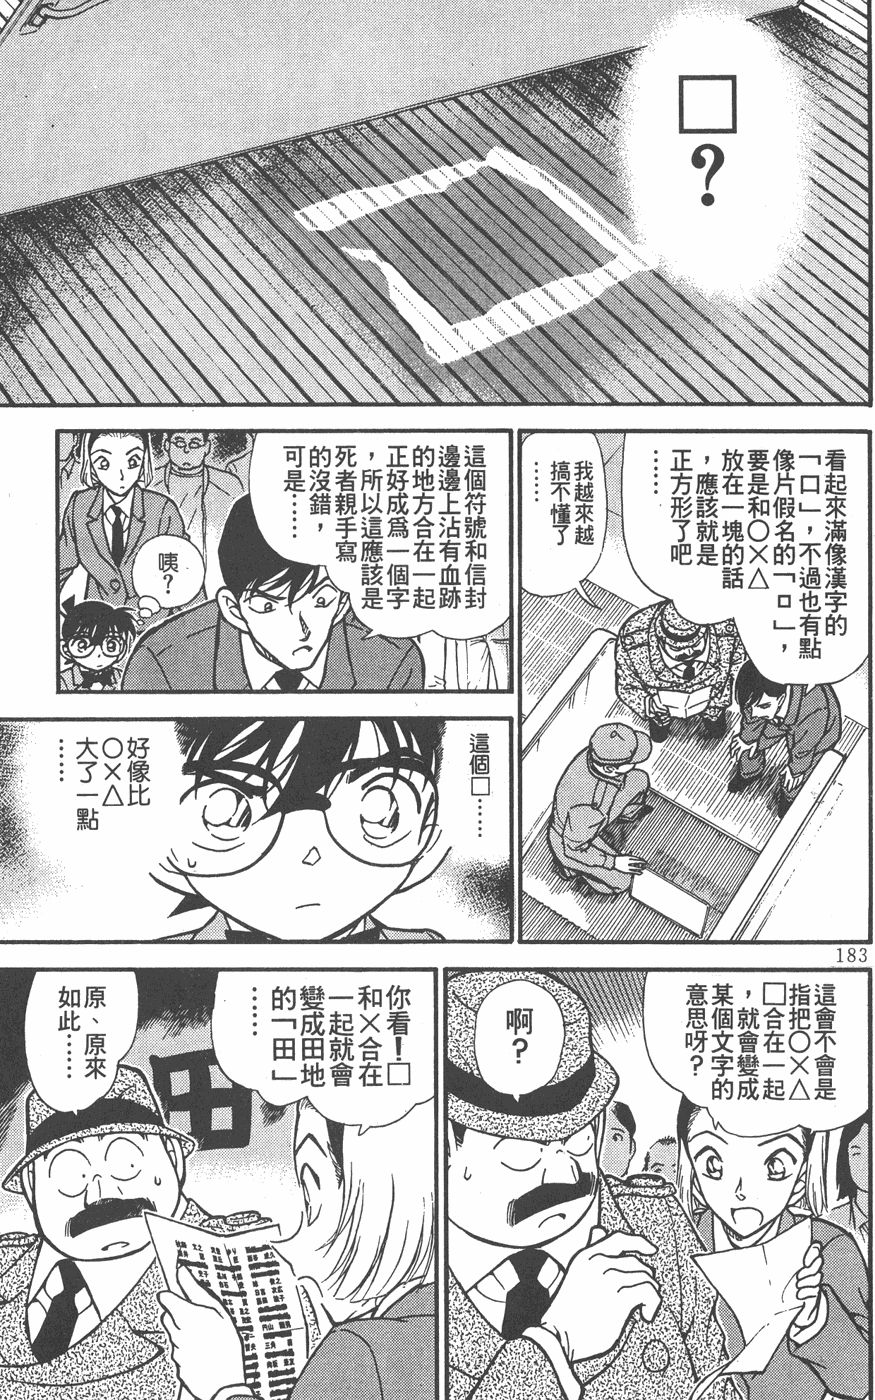 □?
看起來滿像漢字的
「口」,不過也有點
像片假名的「ロ」,
要是和○×△
放在一塊的話
,應該就是
正方形了吧
……
我越來越
搞不懂了
……
這個符號和信封
邊邊上沾有血跡
的地方合在一起
正好成為一個字
,所以這應該是
死者親手寫
的沒錯,
可是……
咦?
這個□……
好像比
○×△
大了一點
……
183
這會不會是
指把○×△
□合在一起
,就會變成
某個文字的
意思呀?
啊?
你看!□
和×合在
一起就會
變成田地
的「田」
……
田
原、原來
如此……